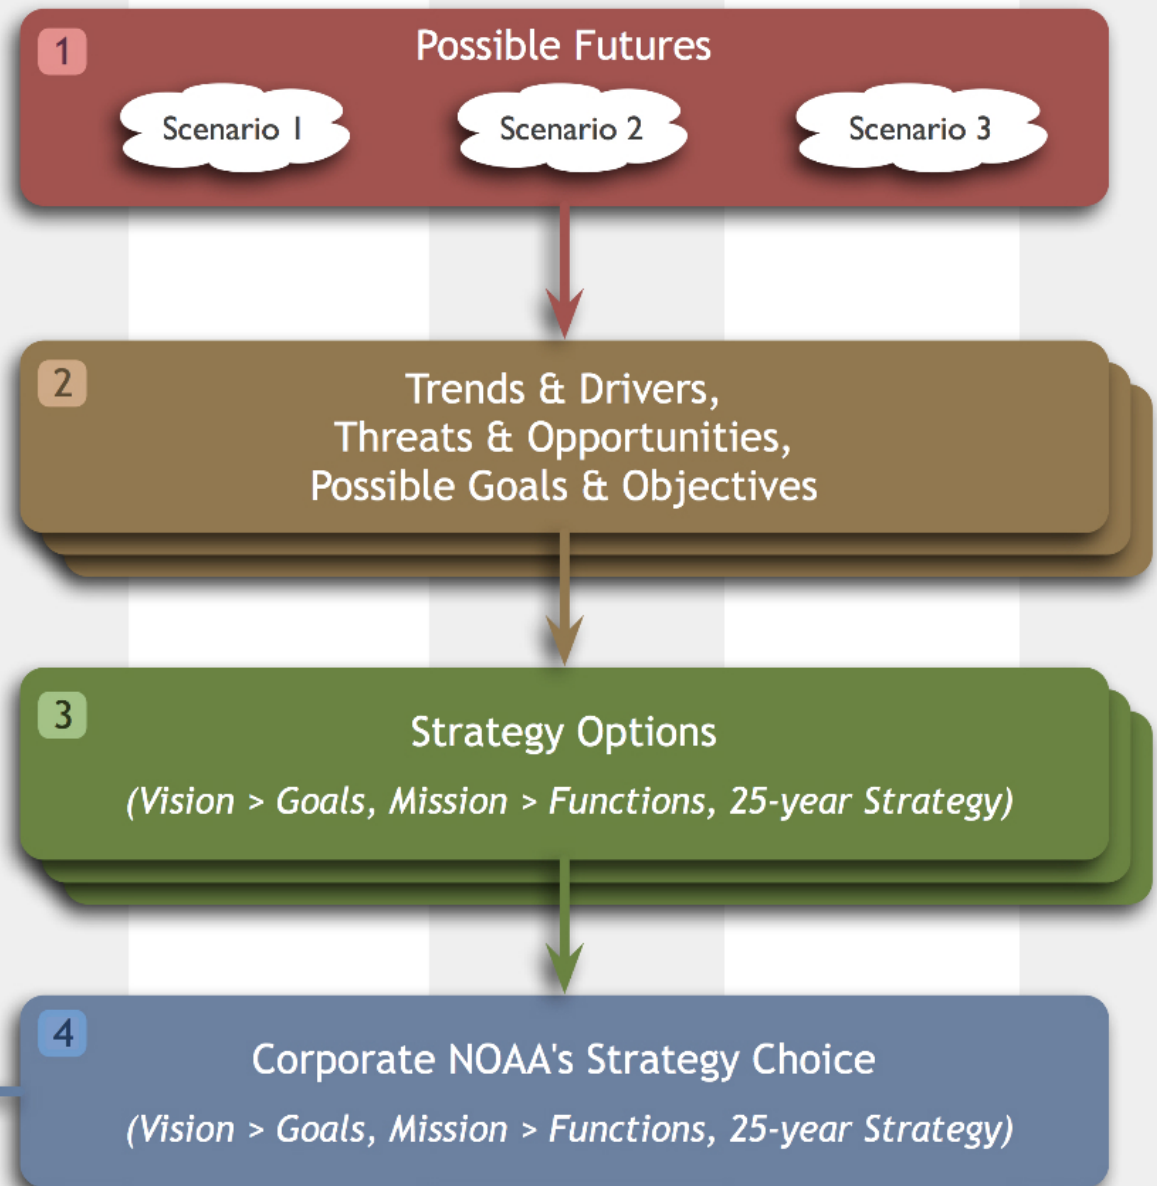 1
Possible Futures
Scenario 1
Scenario 2
Scenario 3
2
Trends & Drivers,
Threats & Opportunities,
Possible Goals & Objectives
3
Strategy Options
(Vision > Goals, Mission > Functions, 25-year Strategy)
4
Corporate NOAA's Strategy Choice
(Vision > Goals, Mission > Functions, 25-year Strategy)